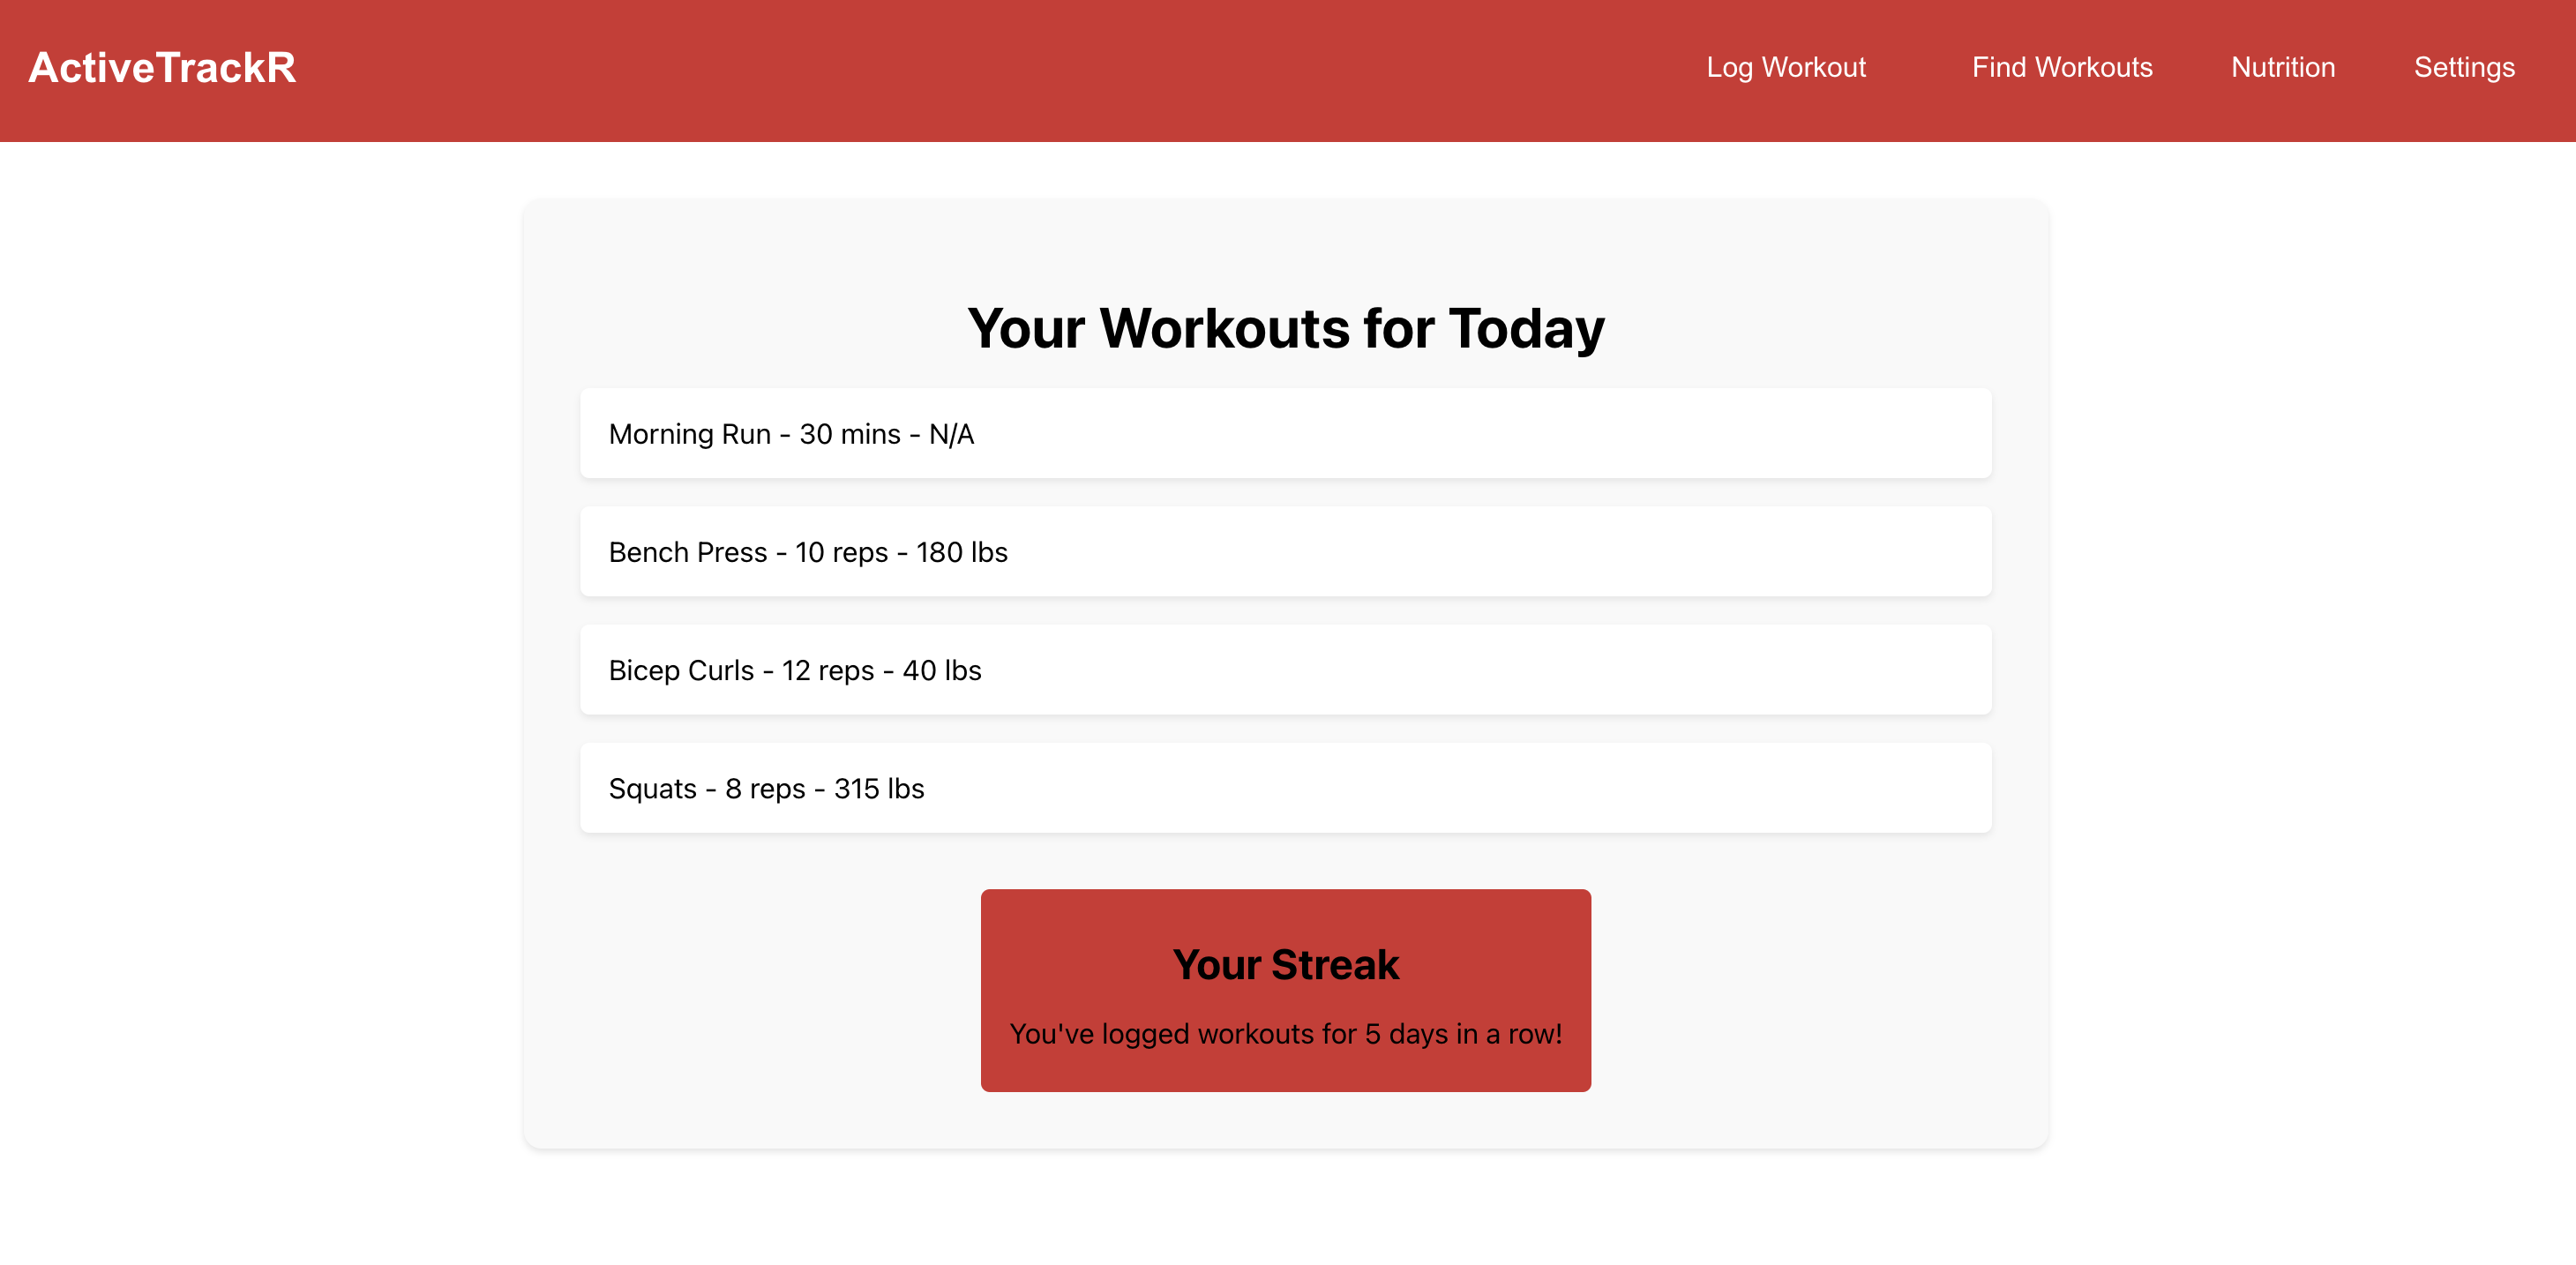 ActiveTrackR
Log Workout
Find Workouts
Nutrition
Settings
Your Workouts for Today
Morning Run - 30 mins - N/A
Bench Press - 10 reps - 180 lbs
Bicep Curls - 12 reps - 40 lbs
Squats - 8 reps - 315 lbs
Your Streak
You've logged workouts for 5 days in a row!